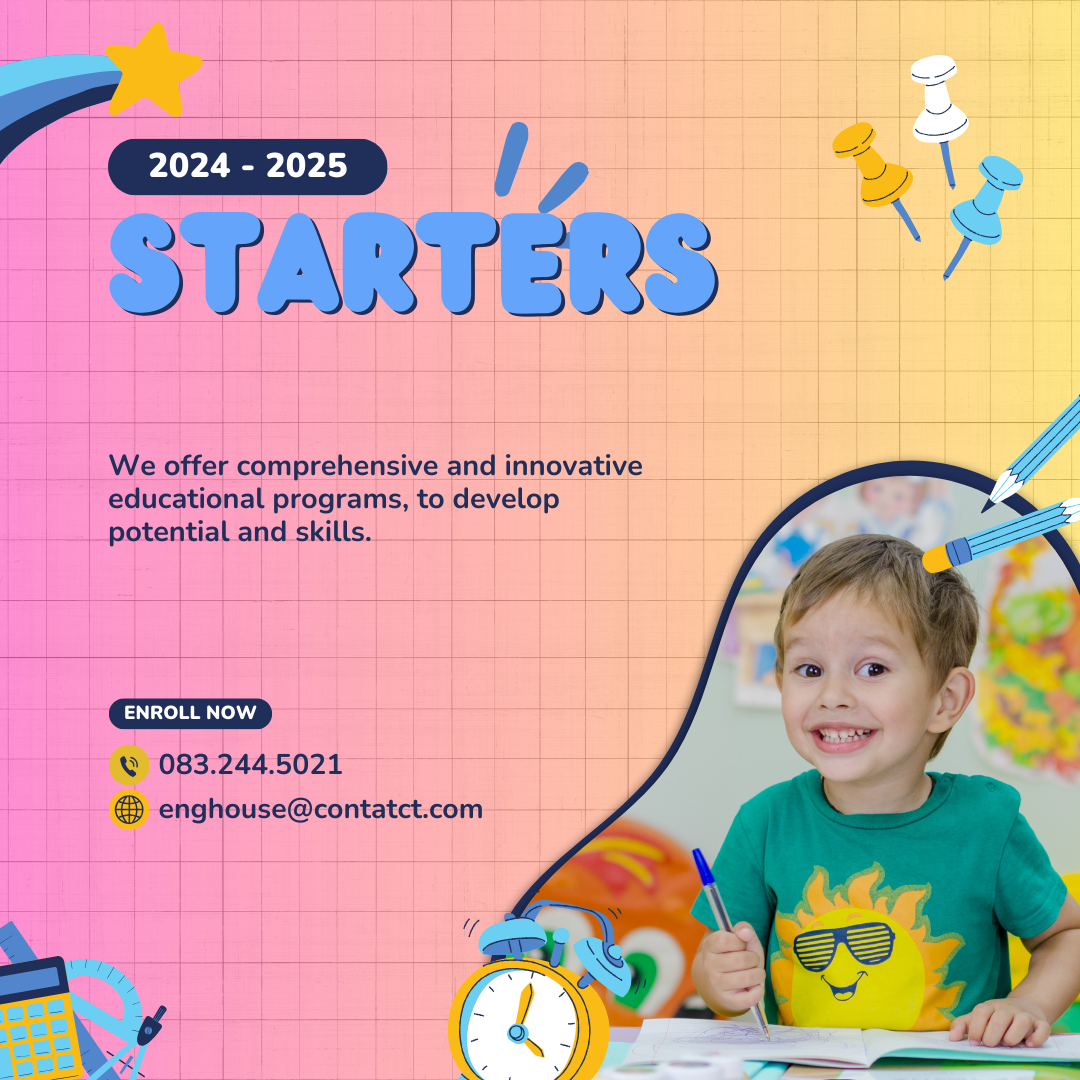 2024 - 2025
STARTERS
We offer comprehensive and innovative
educational programs, to develop
potential and skills.
ENROLL NOW
083.244.5021
enghouse@contatct.com